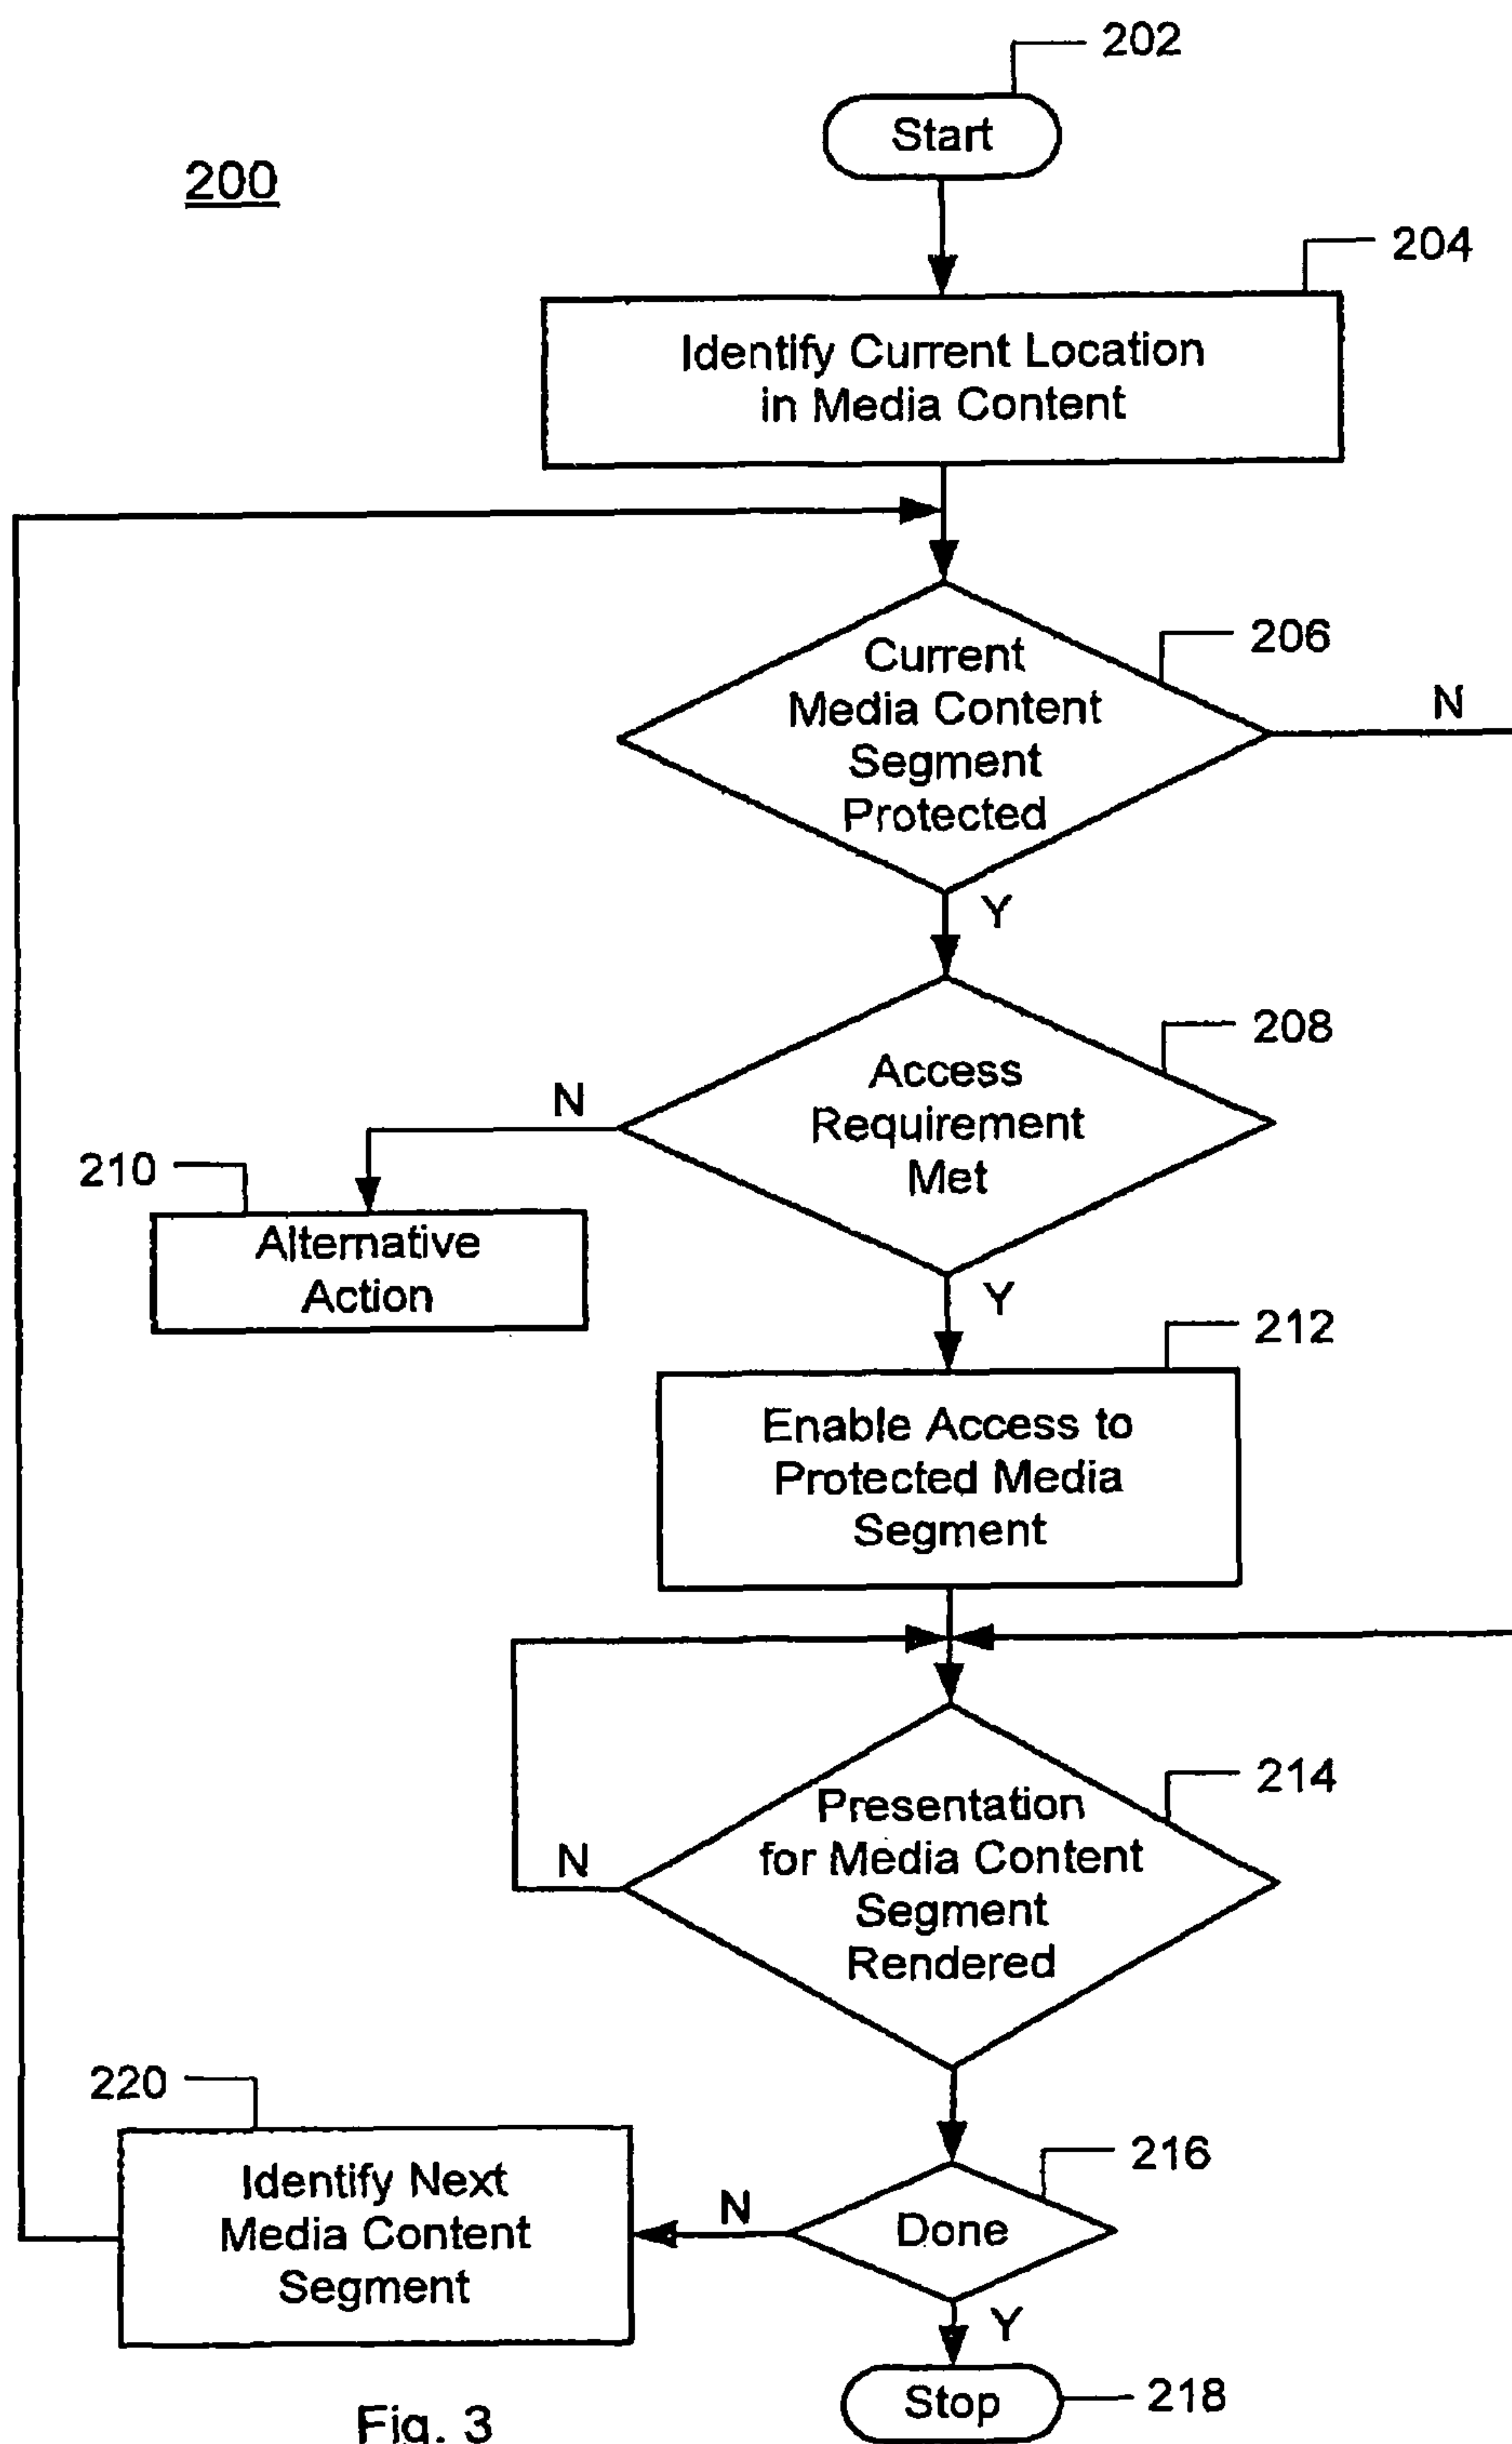 202
Start
200
204
Identify Current Location
in Media Content
206
Current
Media Content
Segment
Protected
N
Y
208
Access
Requirement
Met
N
210
Alternative
Action
Y
212
Enable Access to
Protected Media
Segment
214
Presentation
for Media Content
Segment
Rendered
N
220
Identify Next
Media Content
Segment
N
216
Done
Y
Stop
218
Fig. 3